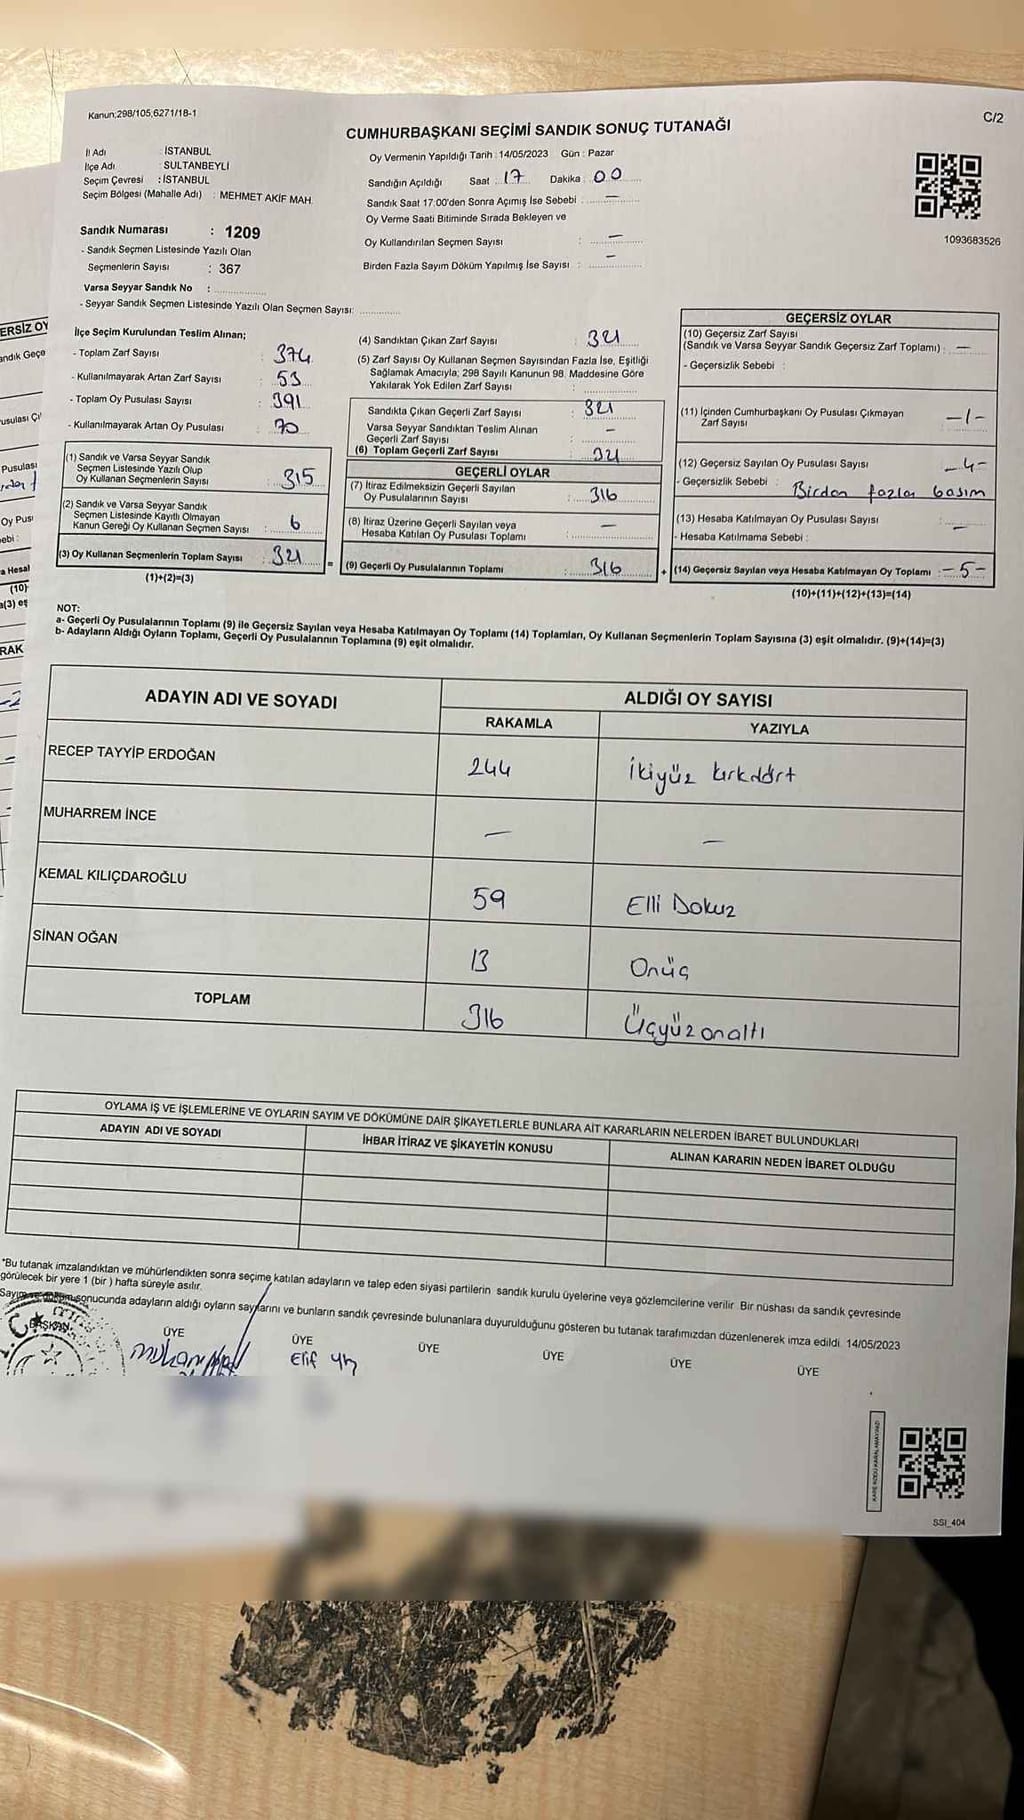 Kanun;298/105;6271/18-1
C/2
CUMHURBAŞKANI SEÇİMİ SANDIK SONUÇ TUTANAĞI
İl Adı : İSTANBUL
İlçe Adı : SULTANBEYLİ
Seçim Çevresi : İSTANBUL
Seçim Bölgesi (Mahalle Adı) : MEHMET AKİF MAH.
Sandık Numarası : 1209
- Sandık Seçmen Listesinde Yazılı Olan
Seçmenlerin Sayısı : 367
Varsa Seyyar Sandık No :
- Seyyar Sandık Seçmen Listesinde Yazılı Olan Seçmen Sayısı:
Oy Vermenin Yapıldığı Tarih : 14/05/2023 Gün : Pazar
Sandığın Açıldığı Saat : 17 Dakika : 00
Sandık Saat 17:00'den Sonra Açımış İse Sebebi : —
Oy Verme Saati Bitiminde Sırada Bekleyen ve
Oy Kullandırılan Seçmen Sayısı : —
Birden Fazla Sayım Döküm Yapılmış İse Sayısı : —
1093683526
İlçe Seçim Kurulundan Teslim Alınan;
- Toplam Zarf Sayısı : 374
- Kullanılmayarak Artan Zarf Sayısı : 53
- Toplam Oy Pusulası Sayısı : 391
- Kullanılmayarak Artan Oy Pusulası : 70
(1) Sandık ve Varsa Seyyar Sandık
Seçmen Listesinde Yazılı Olup
Oy Kullanan Seçmenlerin Sayısı : 315
(2) Sandık ve Varsa Seyyar Sandık
Seçmen Listesinde Kayıtlı Olmayan
Kanun Gereği Oy Kullanan Seçmen Sayısı : 6
(3) Oy Kullanan Seçmenlerin Toplam Sayısı : 321
(1)+(2)=(3)
(4) Sandıktan Çıkan Zarf Sayısı : 321
(5) Zarf Sayısı Oy Kullanan Seçmen Sayısından Fazla İse, Eşitliği
Sağlamak Amacıyla; 298 Sayılı Kanunun 98. Maddesine Göre
Yakılarak Yok Edilen Zarf Sayısı :
Sandıkta Çıkan Geçerli Zarf Sayısı : 321
Varsa Seyyar Sandıktan Teslim Alınan
Geçerli Zarf Sayısı : —
(6) Toplam Geçerli Zarf Sayısı : 321
GEÇERLİ OYLAR
(7) İtiraz Edilmeksizin Geçerli Sayılan
Oy Pusulalarının Sayısı : 316
(8) İtiraz Üzerine Geçerli Sayılan veya
Hesaba Katılan Oy Pusulası Toplamı : —
= (9) Geçerli Oy Pusulalarının Toplamı : 316
GEÇERSİZ OYLAR
(10) Geçersiz Zarf Sayısı
(Sandık ve Varsa Seyyar Sandık Geçersiz Zarf Toplamı) : —
- Geçersizlik Sebebi :
(11) İçinden Cumhurbaşkanı Oy Pusulası Çıkmayan
Zarf Sayısı : -1-
(12) Geçersiz Sayılan Oy Pusulası Sayısı : -4-
- Geçersizlik Sebebi : Birden fazla basım
(13) Hesaba Katılmayan Oy Pusulası Sayısı : —
- Hesaba Katılmama Sebebi :
+ (14) Geçersiz Sayılan veya Hesaba Katılmayan Oy Toplamı : -5-
(10)+(11)+(12)+(13)=(14)
NOT:
a- Geçerli Oy Pusulalarının Toplamı (9) ile Geçersiz Sayılan veya Hesaba Katılmayan Oy Toplamı (14) Toplamları, Oy Kullanan Seçmenlerin Toplam Sayısına (3) eşit olmalıdır. (9)+(14)=(3)
b- Adayların Aldığı Oyların Toplamı, Geçerli Oy Pusulalarının Toplamına (9) eşit olmalıdır.
ADAYIN ADI VE SOYADI ALDIĞI OY SAYISI
RAKAMLA YAZIYLA
RECEP TAYYİP ERDOĞAN 244 İkiyüz kırkdört
MUHARREM İNCE — —
KEMAL KILIÇDAROĞLU 59 Elli Dokuz
SİNAN OĞAN 13 Onüç
TOPLAM 316 Üçyüzonaltı
OYLAMA İŞ VE İŞLEMLERİNE VE OYLARIN SAYIM VE DÖKÜMÜNE DAİR ŞİKAYETLERLE BUNLARA AİT KARARLARIN NELERDEN İBARET BULUNDUKLARI
ADAYIN ADI VE SOYADI İHBAR İTİRAZ VE ŞİKAYETİN KONUSU ALINAN KARARIN NEDEN İBARET OLDUĞU
*Bu tutanak imzalandıktan ve mühürlendikten sonra seçime katılan adayların ve talep eden siyasi partilerin sandık kurulu üyelerine veya gözlemcilerine verilir. Bir nüshası da sandık çevresinde
görülecek bir yere 1 (bir) hafta süreyle asılır.
Sayım ve döküm sonucunda adayların aldığı oyların sayılarını ve bunların sandık çevresinde bulunanlara duyurulduğunu gösteren bu tutanak tarafımızdan düzenlenerek imza edildi. 14/05/2023
BAŞKAN ÜYE ÜYE ÜYE ÜYE ÜYE ÜYE
Elif
SSI_404